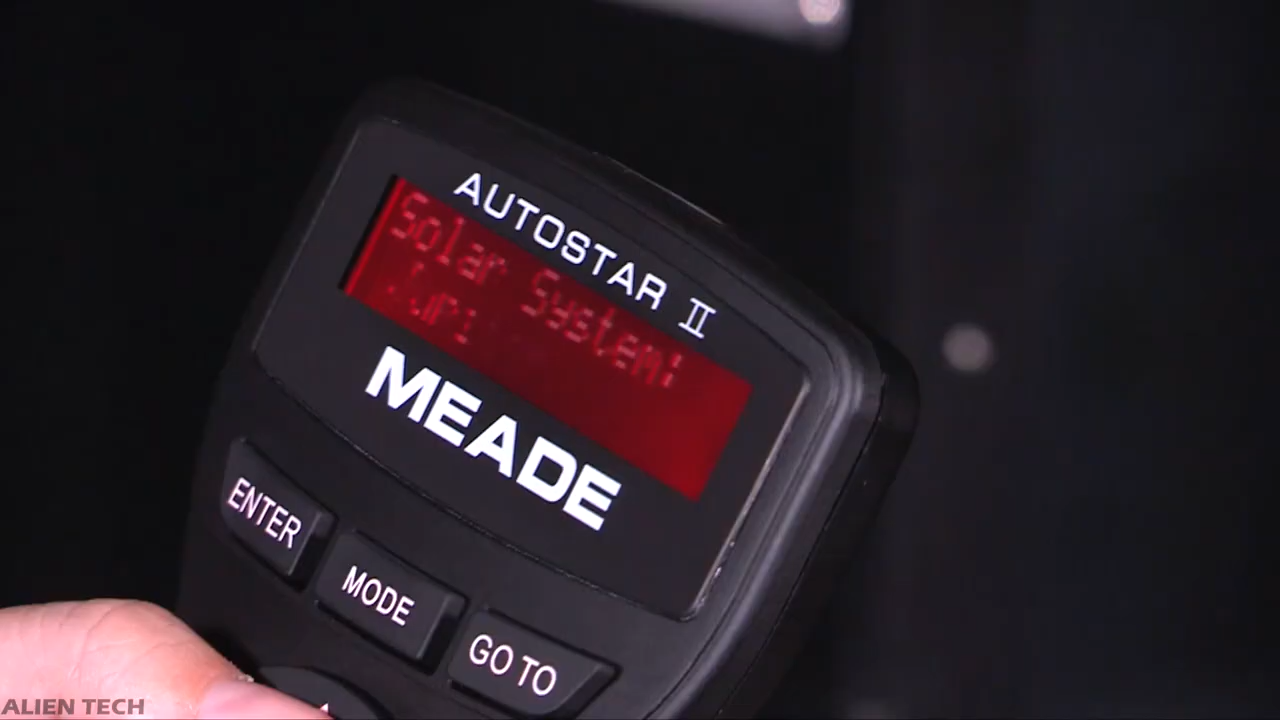 AUTOSTAR II
Solar System:
MEADE
ENTER
MODE
GO TO
ALIEN TECH